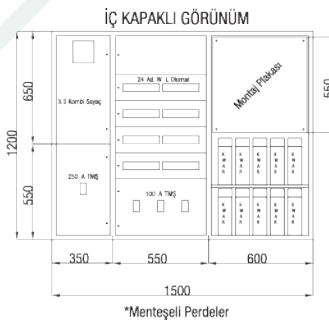 İÇ KAPAKLI GÖRÜNÜM
650
1200
550
X 5 Kombi Sayaç
250 A TMŞ
24 Ad. W L Otomat
100 A TMŞ
Montaj Plakası
550
K W A R
K W A R
K W A R
K W A R
K W A R
K W A R
K W A R
K W A R
K W A R
K W A R
350
550
600
1500
*Menteşeli Perdeler